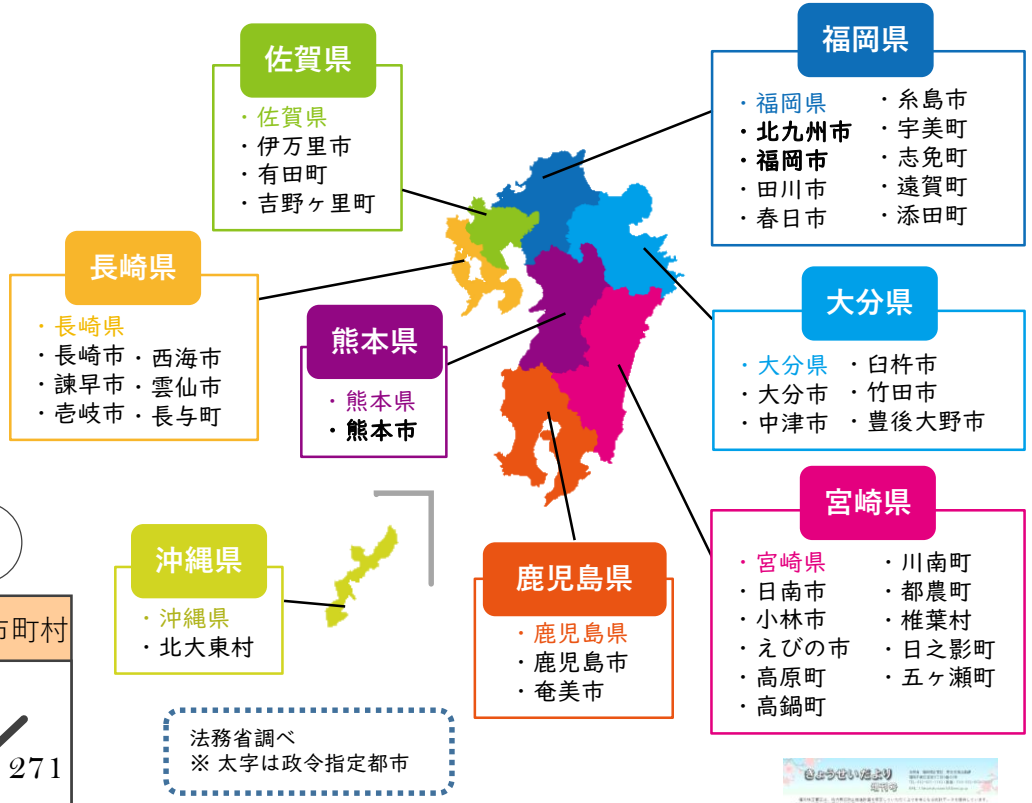 佐賀県
・佐賀県
・伊万里市
・有田町
・吉野ヶ里町
福岡県
・福岡県
・北九州市
・福岡市
・田川市
・春日市
・糸島市
・宇美町
・志免町
・遠賀町
・添田町
長崎県
・長崎県
・長崎市
・諫早市
・壱岐市
・西海市
・雲仙市
・長与町
熊本県
・熊本県
・熊本市
大分県
・大分県
・大分市
・中津市
・臼杵市
・竹田市
・豊後大野市
宮崎県
・宮崎県
・日南市
・小林市
・えびの市
・高原町
・高鍋町
・川南町
・都農町
・椎葉村
・日之影町
・五ヶ瀬町
沖縄県
・沖縄県
・北大東村
鹿児島県
・鹿児島県
・鹿児島市
・奄美市
市町村
271
法務省調べ
※ 太字は政令指定都市
きょうせいだより
増刊号